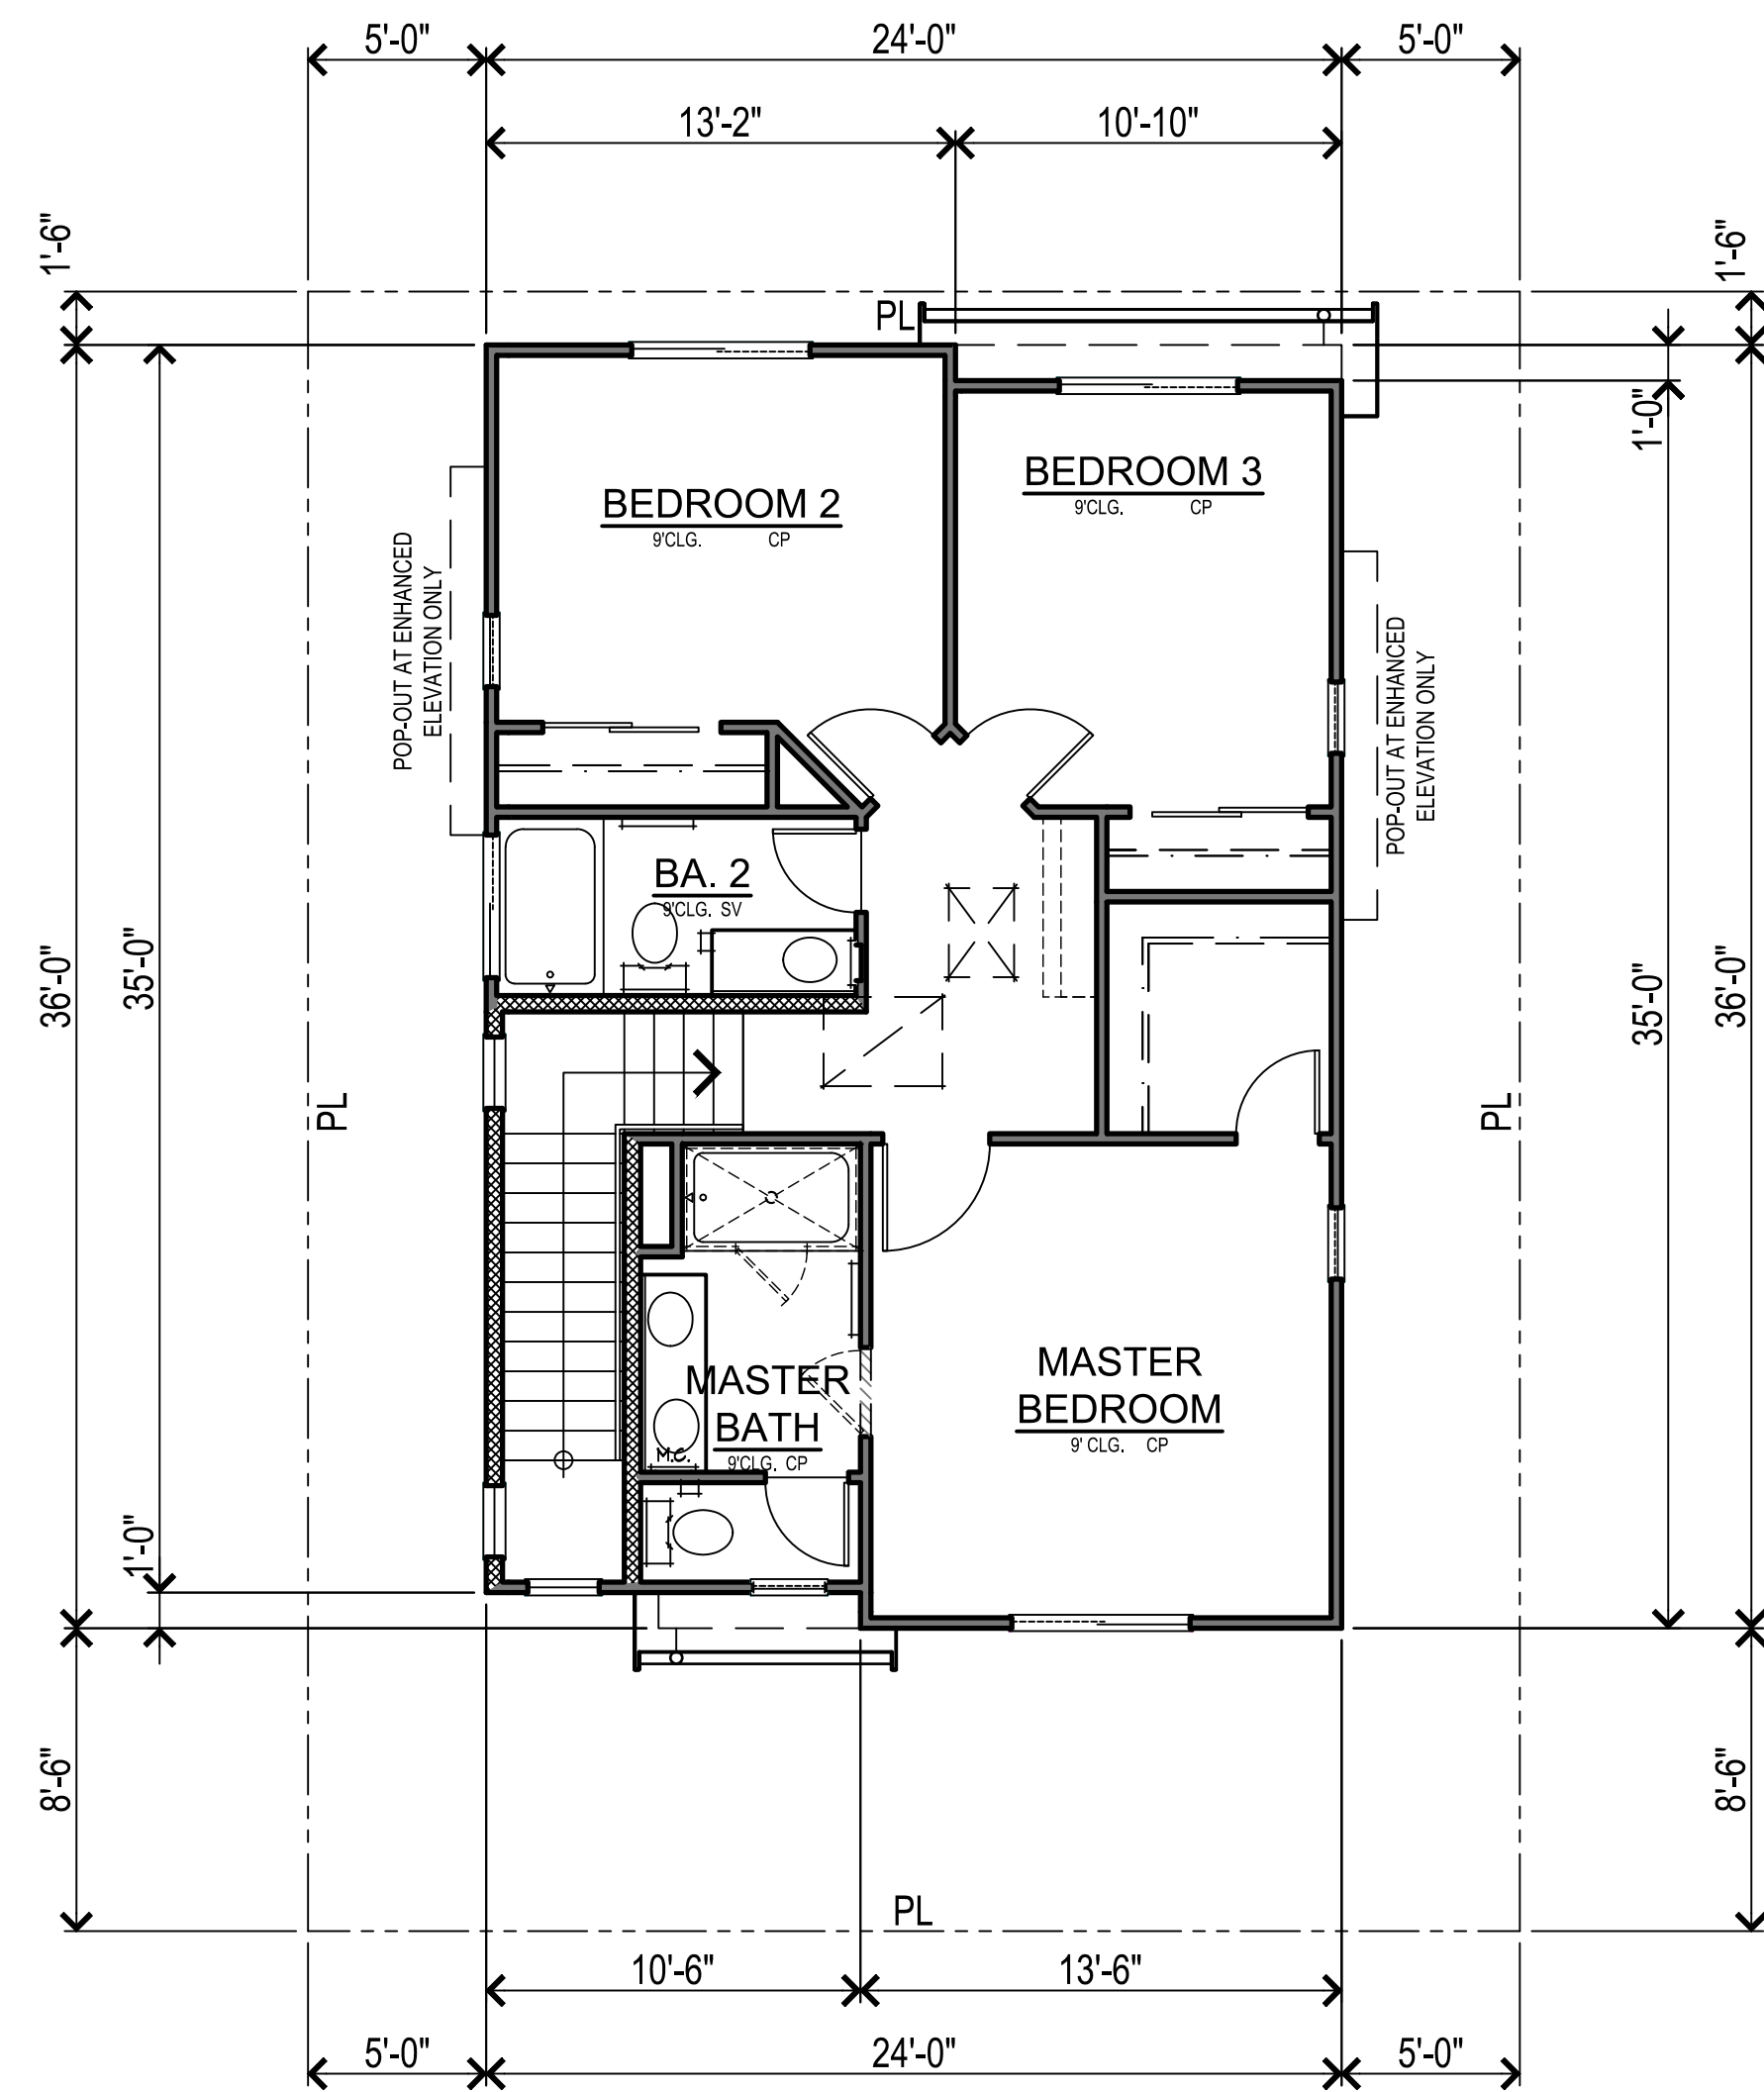 5'-0" 24'-0" 5'-0"
13'-2" 10'-10"
1'-6" 1'-6"
PL
1'-0"
BEDROOM 3
9'CLG. CP
BEDROOM 2
9'CLG. CP
POP-OUT AT ENHANCED
ELEVATION ONLY
POP-OUT AT ENHANCED
ELEVATION ONLY
BA. 2
9'CLG. SV
36'-0" 35'-0" 35'-0" 36'-0"
PL PL
MASTER
BEDROOM
9' CLG. CP
MASTER
BATH
9'CLG. CP
M.C.
1'-0"
8'-6" 8'-6"
PL
10'-6" 13'-6"
5'-0" 24'-0" 5'-0"